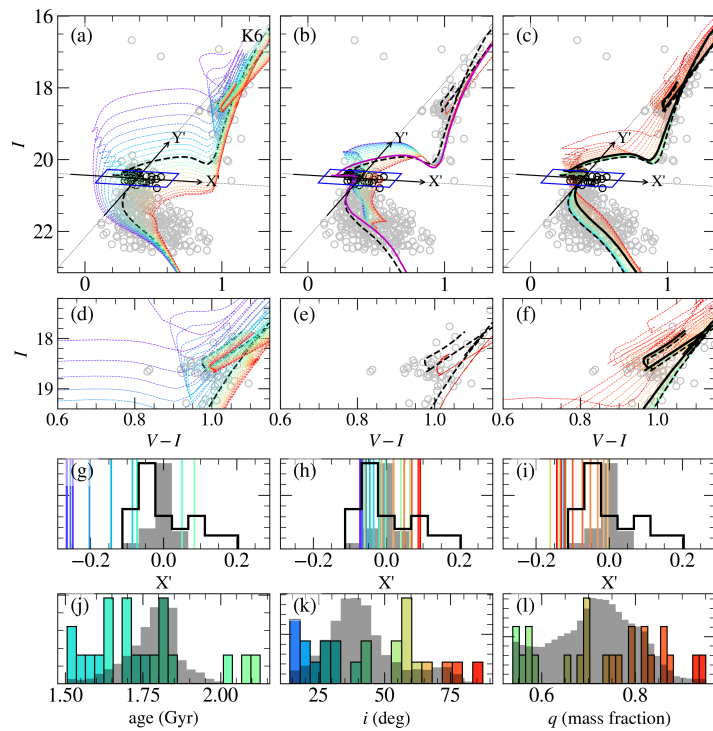 (a) K6 (b) (c)
16
18
20
22
I
Y' Y' Y'
X' X' X'
0 1 0 1 0 1
(d) (e) (f)
18
19
I
0.6 0.8 1.0 0.6 0.8 1.0 0.6 0.8 1.0
V − I V − I V − I
(g) (h) (i)
−0.2 0.0 0.2 −0.2 0.0 0.2 −0.2 0.0 0.2
X' X' X'
(j) (k) (l)
1.50 1.75 2.00 25 50 75 0.6 0.8
age (Gyr) i (deg) q (mass fraction)